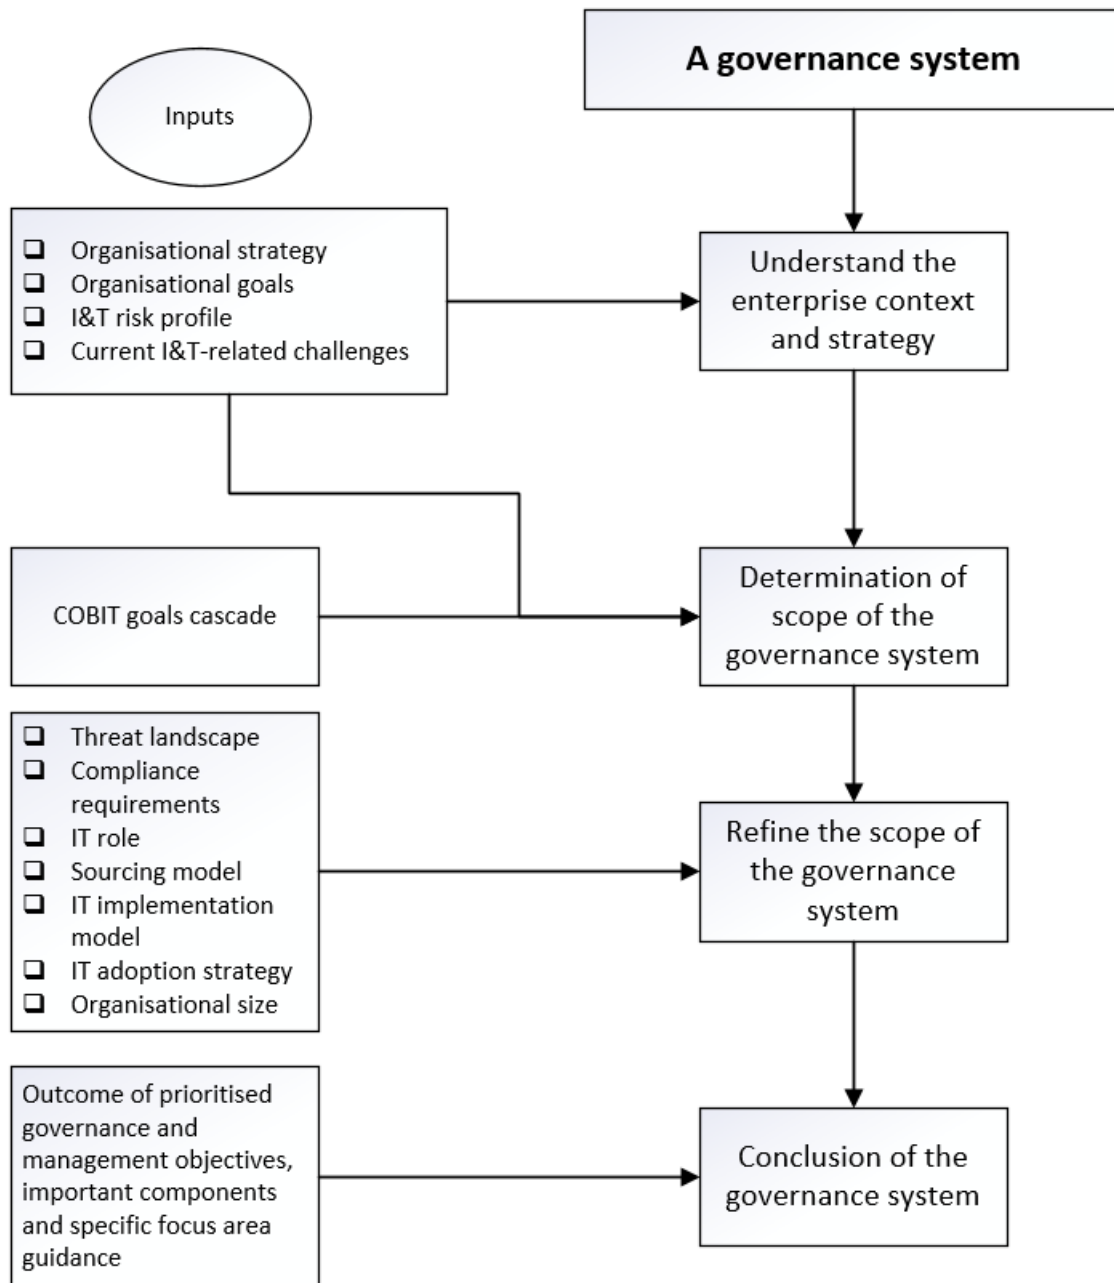 A governance system
Inputs
❑ Organisational strategy
❑ Organisational goals
❑ I&T risk profile
❑ Current I&T-related challenges
Understand the
enterprise context
and strategy
COBIT goals cascade
Determination of
scope of the
governance system
❑ Threat landscape
❑ Compliance
requirements
❑ IT role
❑ Sourcing model
❑ IT implementation
model
❑ IT adoption strategy
❑ Organisational size
Refine the scope of
the governance
system
Outcome of prioritised
governance and
management objectives,
important components
and specific focus area
guidance
Conclusion of the
governance system